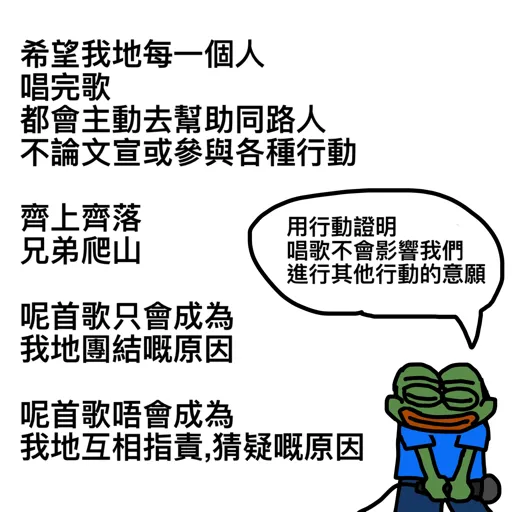 希望我地每一個人
唱完歌
都會主動去幫助同路人
不論文宣或參與各種行動
齊上齊落
兄弟爬山
用行動證明
唱歌不會影響我們
進行其他行動的意願
呢首歌只會成為
我地團結嘅原因
呢首歌唔會成為
我地互相指責,猜疑嘅原因